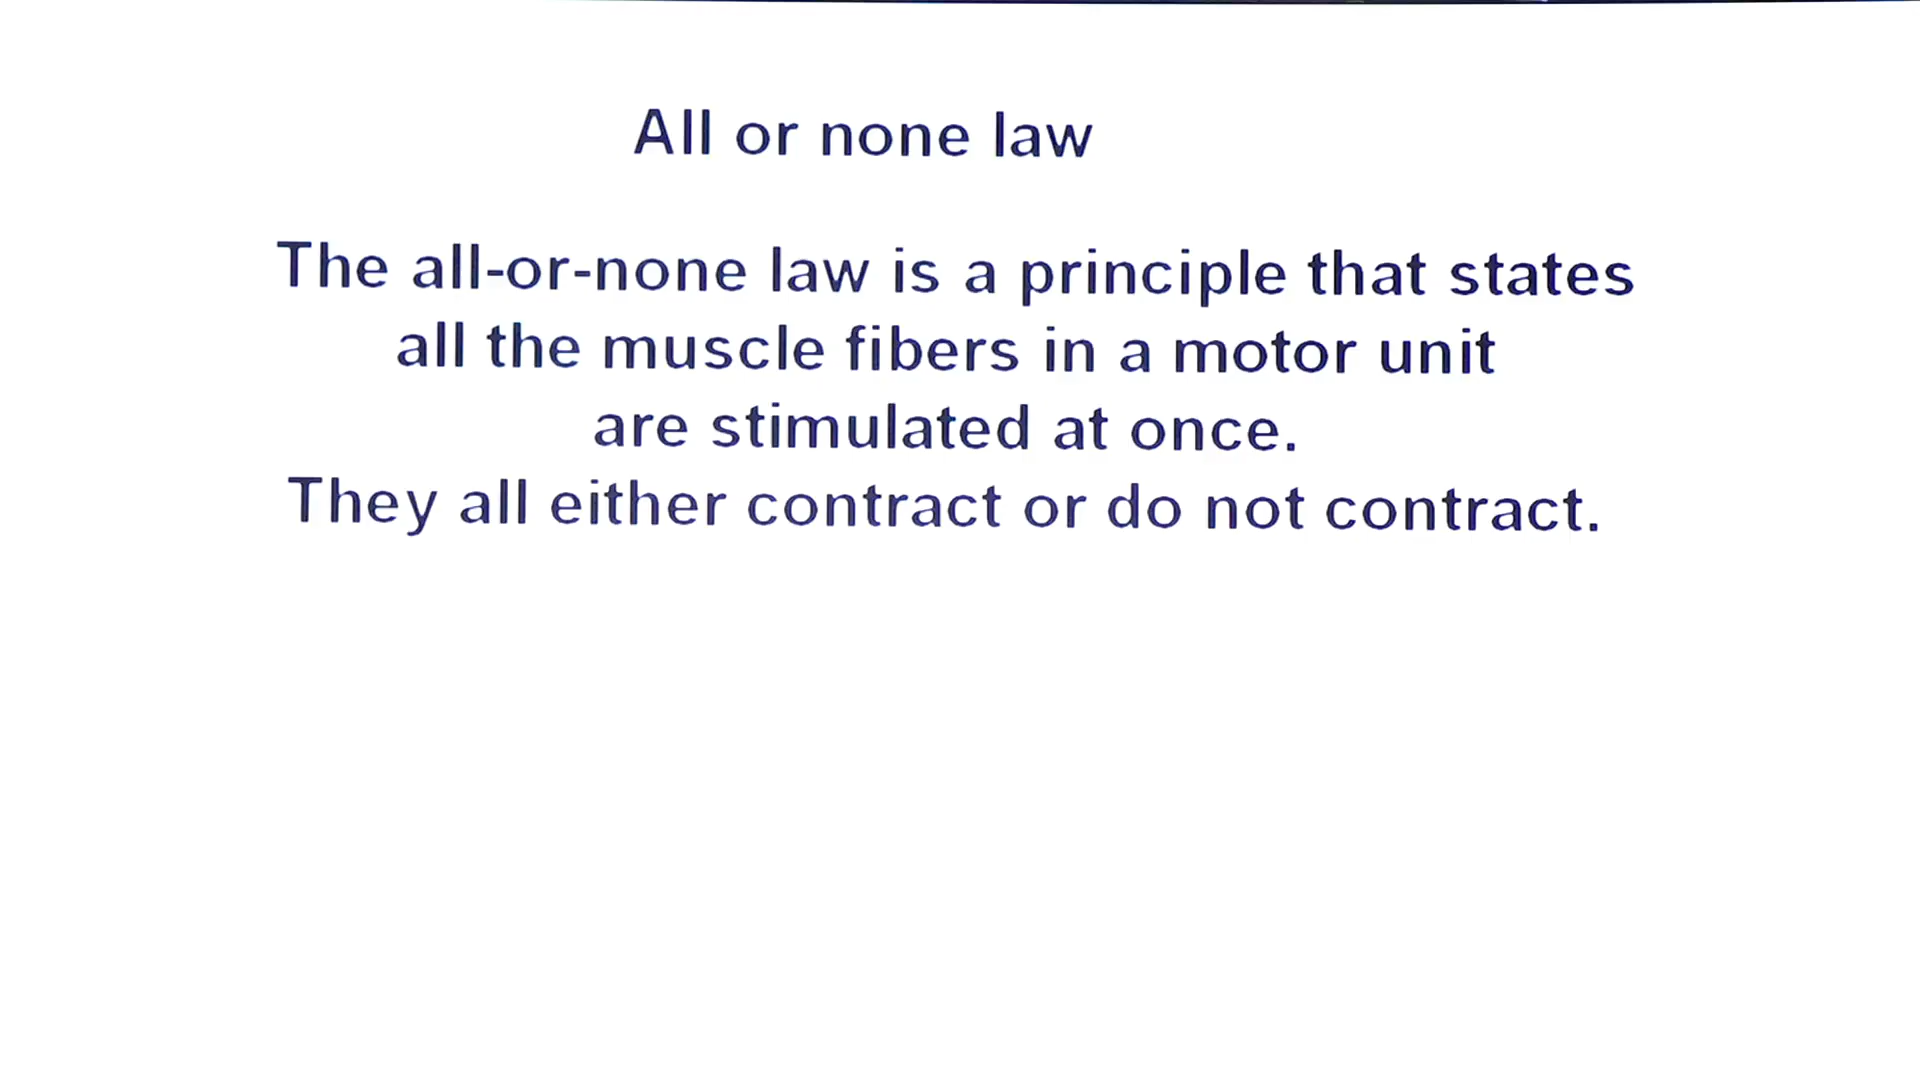 All or none law
The all-or-none law is a principle that states
all the muscle fibers in a motor unit
are stimulated at once.
They all either contract or do not contract.